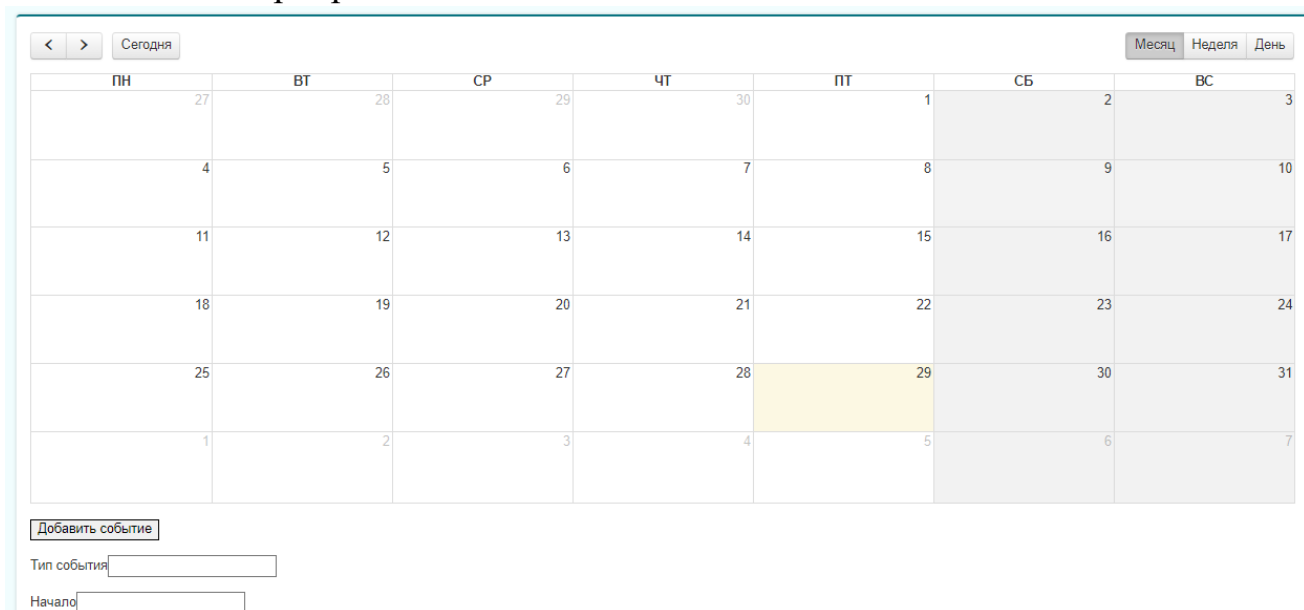 < > Сегодня Месяц Неделя День
ПН ВТ СР ЧТ ПТ СБ ВС
27 28 29 30 1 2 3
4 5 6 7 8 9 10
11 12 13 14 15 16 17
18 19 20 21 22 23 24
25 26 27 28 29 30 31
1 2 3 4 5 6 7
Добавить событие
Тип события
Начало